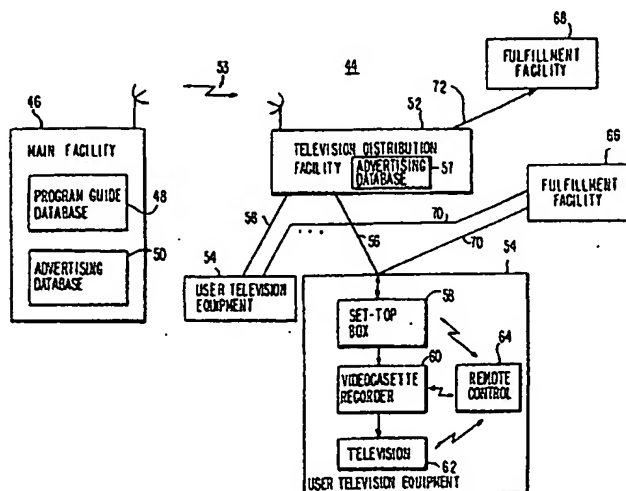 68
53
44
FULFILLMENT
FACILITY
46
52
72
66
MAIN FACILITY
TELEVISION DISTRIBUTION
FACILITY
ADVERTISING
DATABASE
57
FULFILLMENT
FACILITY
PROGRAM GUIDE
DATABASE
48
56
70
...
56
70
54
ADVERTISING
DATABASE
50
54
USER TELEVISION
EQUIPMENT
SET-TOP
BOX
58
64
60
VIDEOCASETTE
RECORDER
REMOTE
CONTROL
TELEVISION
62
USER TELEVISION EQUIPMENT